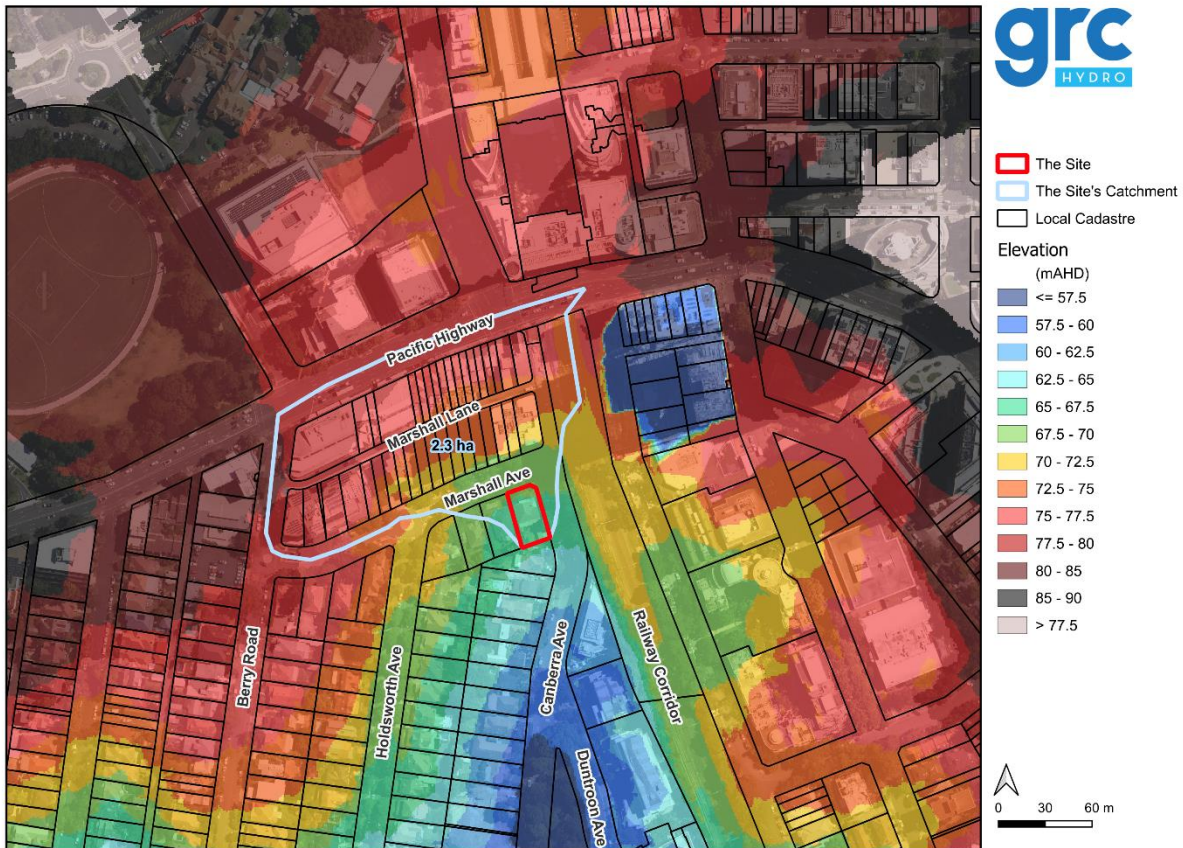 grc
HYDRO
The Site
The Site's Catchment
Local Cadastre
Elevation
(mAHD)
<= 57.5
57.5 - 60
60 - 62.5
62.5 - 65
65 - 67.5
67.5 - 70
70 - 72.5
72.5 - 75
75 - 77.5
77.5 - 80
80 - 85
85 - 90
> 77.5
Pacific Highway
Marshall Lane
2.3 ha
Marshall Ave
Berry Road
Holdsworth Ave
Canberra Ave
Duntroon Ave
Railway Corridor
0 30 60 m